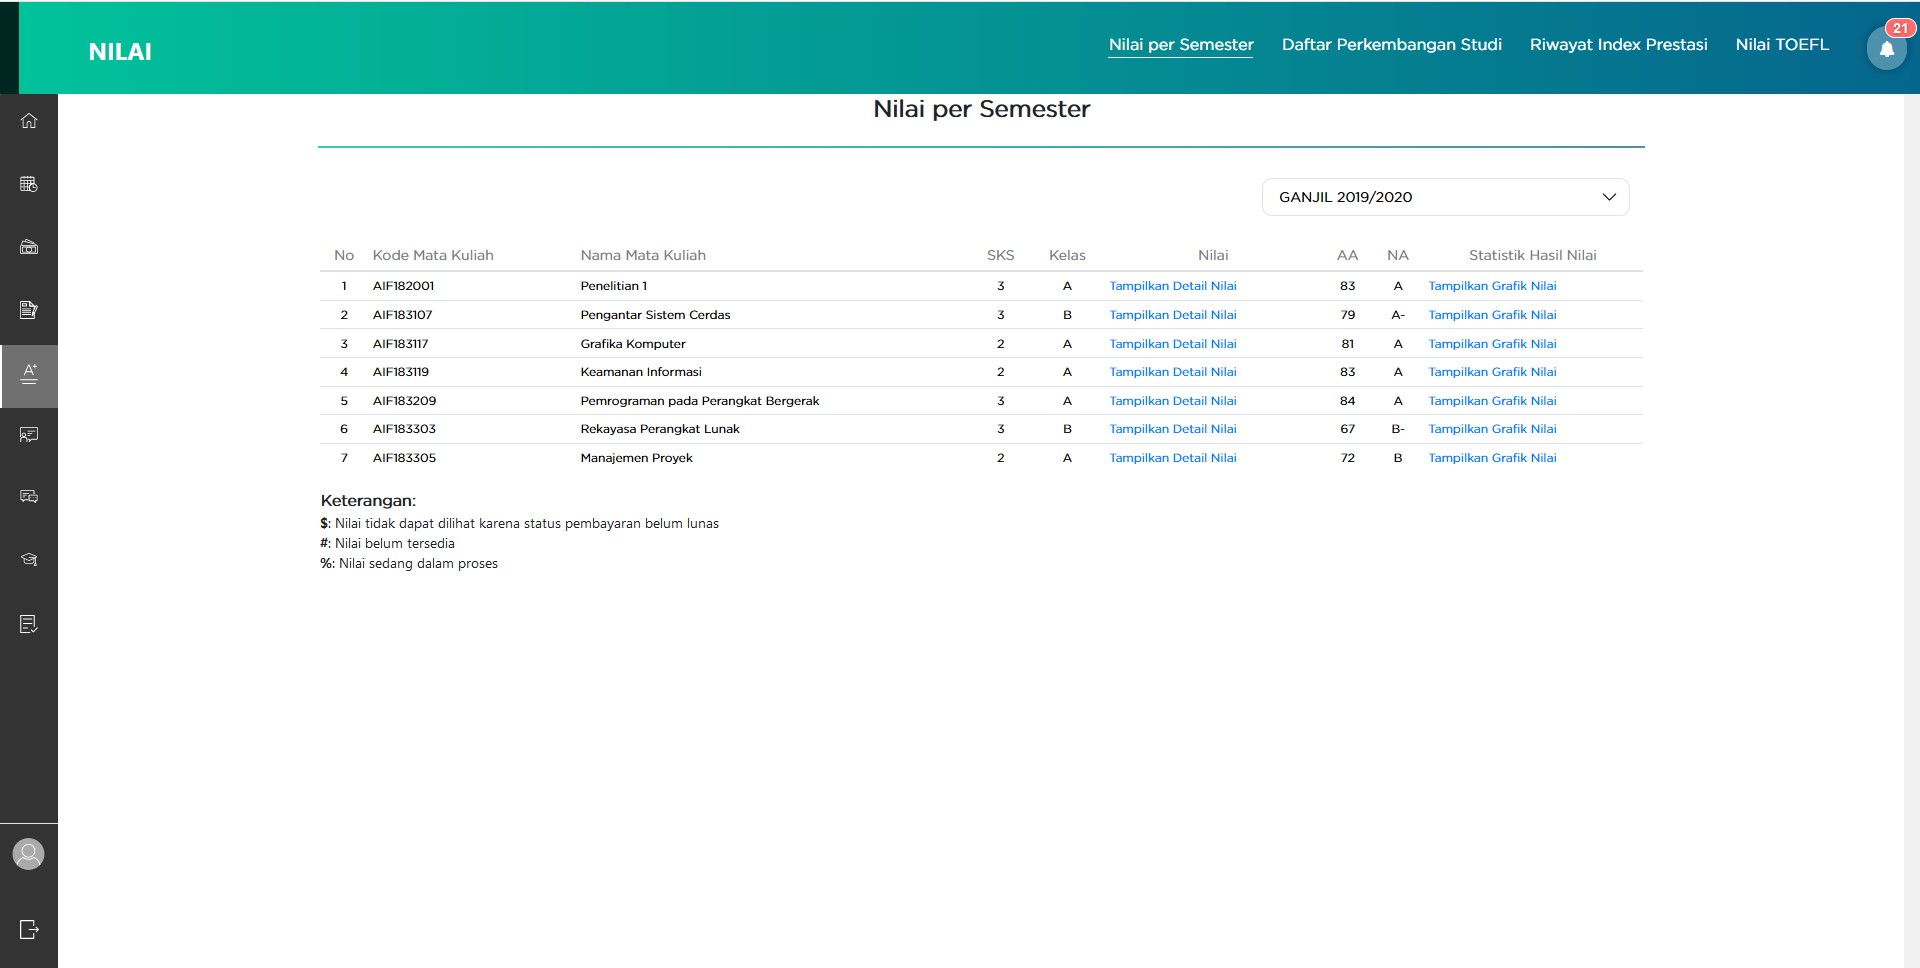 NILAI
Nilai per Semester Daftar Perkembangan Studi Riwayat Index Prestasi Nilai TOEFL 21
Nilai per Semester
GANJIL 2019/2020
No Kode Mata Kuliah Nama Mata Kuliah SKS Kelas Nilai AA NA Statistik Hasil Nilai
1 AIF182001 Penelitian 1 3 A Tampilkan Detail Nilai 83 A Tampilkan Grafik Nilai
2 AIF183107 Pengantar Sistem Cerdas 3 B Tampilkan Detail Nilai 79 A- Tampilkan Grafik Nilai
3 AIF183117 Grafika Komputer 2 A Tampilkan Detail Nilai 81 A Tampilkan Grafik Nilai
4 AIF183119 Keamanan Informasi 2 A Tampilkan Detail Nilai 83 A Tampilkan Grafik Nilai
5 AIF183209 Pemrograman pada Perangkat Bergerak 3 A Tampilkan Detail Nilai 84 A Tampilkan Grafik Nilai
6 AIF183303 Rekayasa Perangkat Lunak 3 B Tampilkan Detail Nilai 67 B- Tampilkan Grafik Nilai
7 AIF183305 Manajemen Proyek 2 A Tampilkan Detail Nilai 72 B Tampilkan Grafik Nilai
Keterangan:
$: Nilai tidak dapat dilihat karena status pembayaran belum lunas
#: Nilai belum tersedia
%: Nilai sedang dalam proses
A+